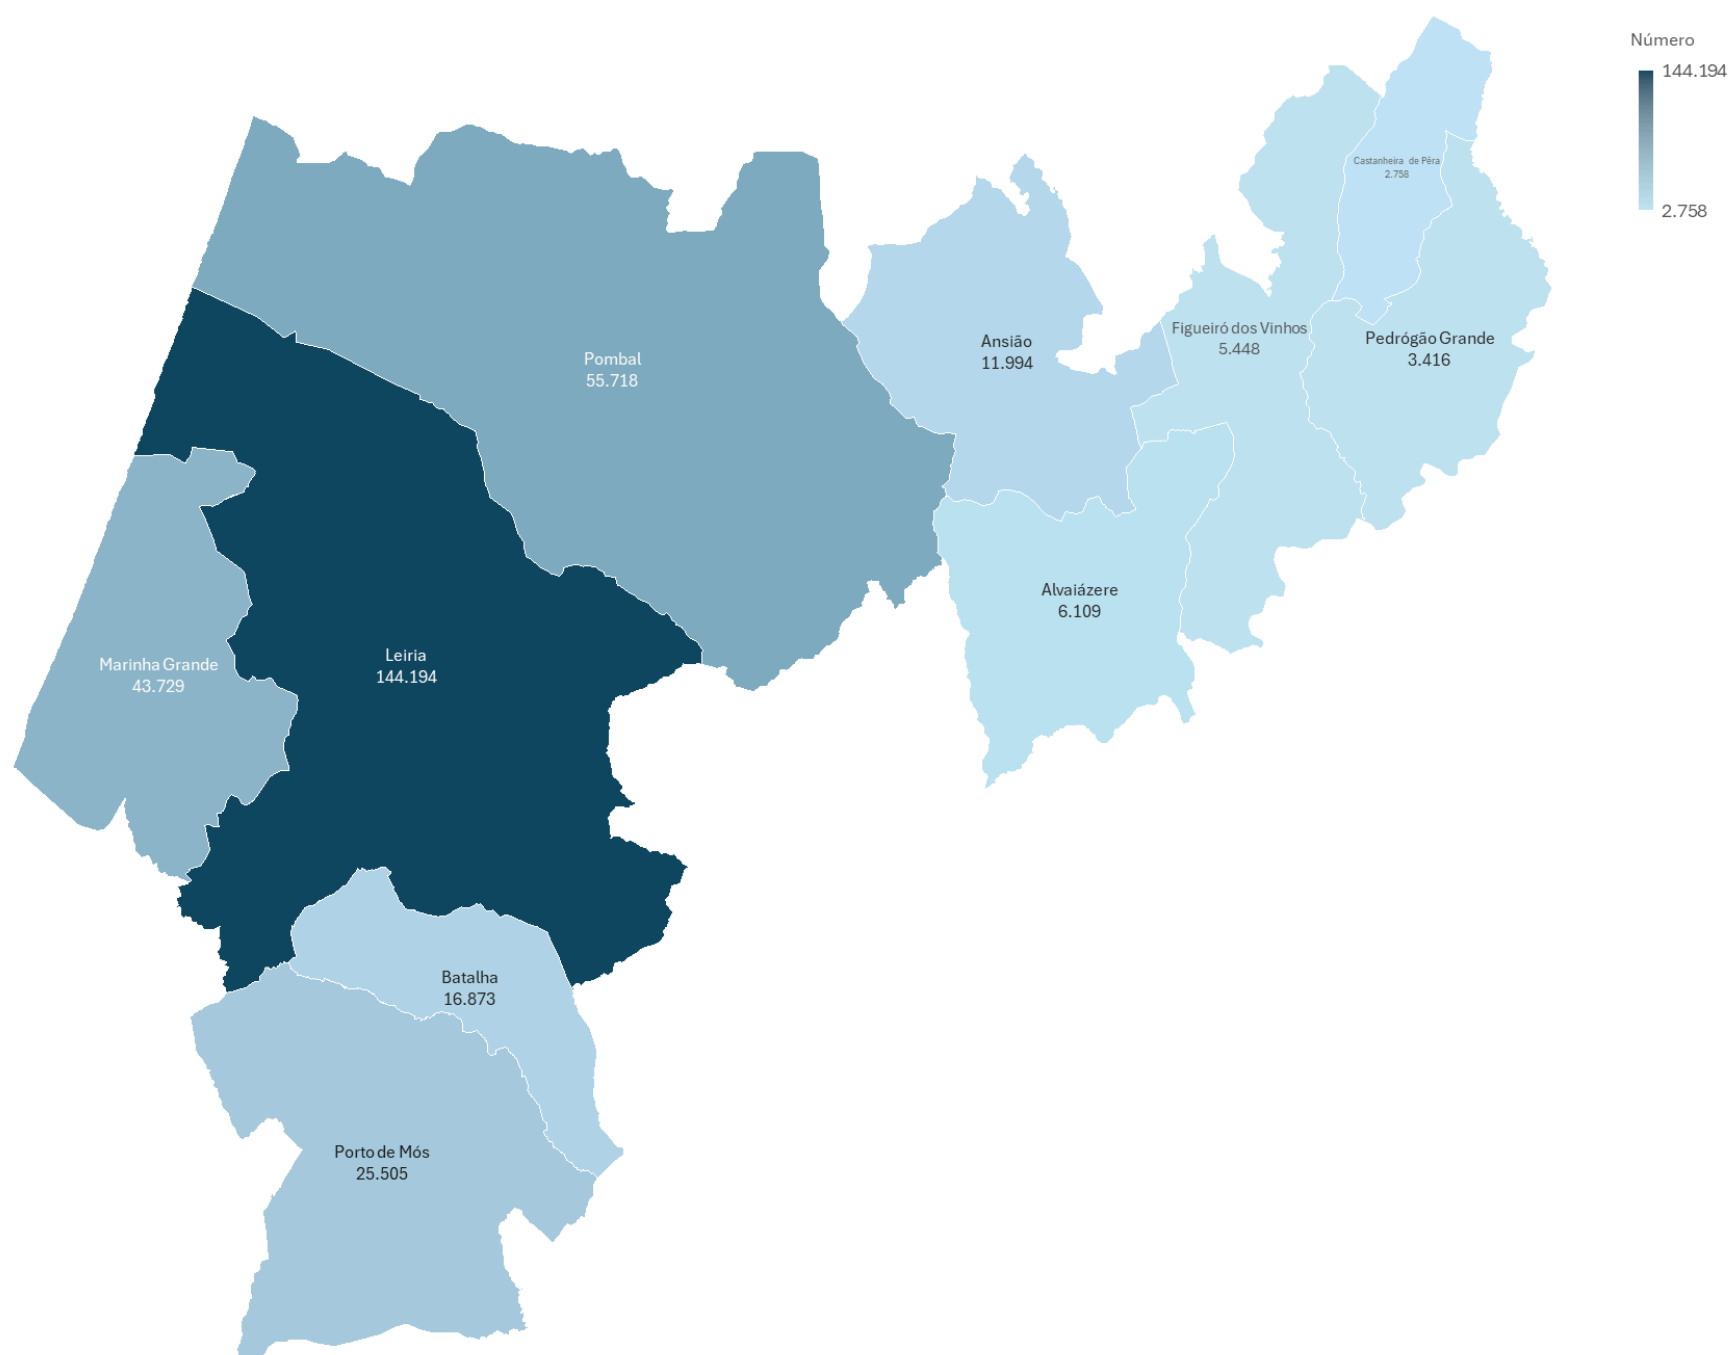 Número
144.194
2.758
Castanheira de Pêra
2.758
Figueiró dos Vinhos
5.448
Pedrógão Grande
3.416
Ansião
11.994
Pombal
55.718
Alvaiázere
6.109
Leiria
144.194
Marinha Grande
43.729
Batalha
16.873
Porto de Mós
25.505